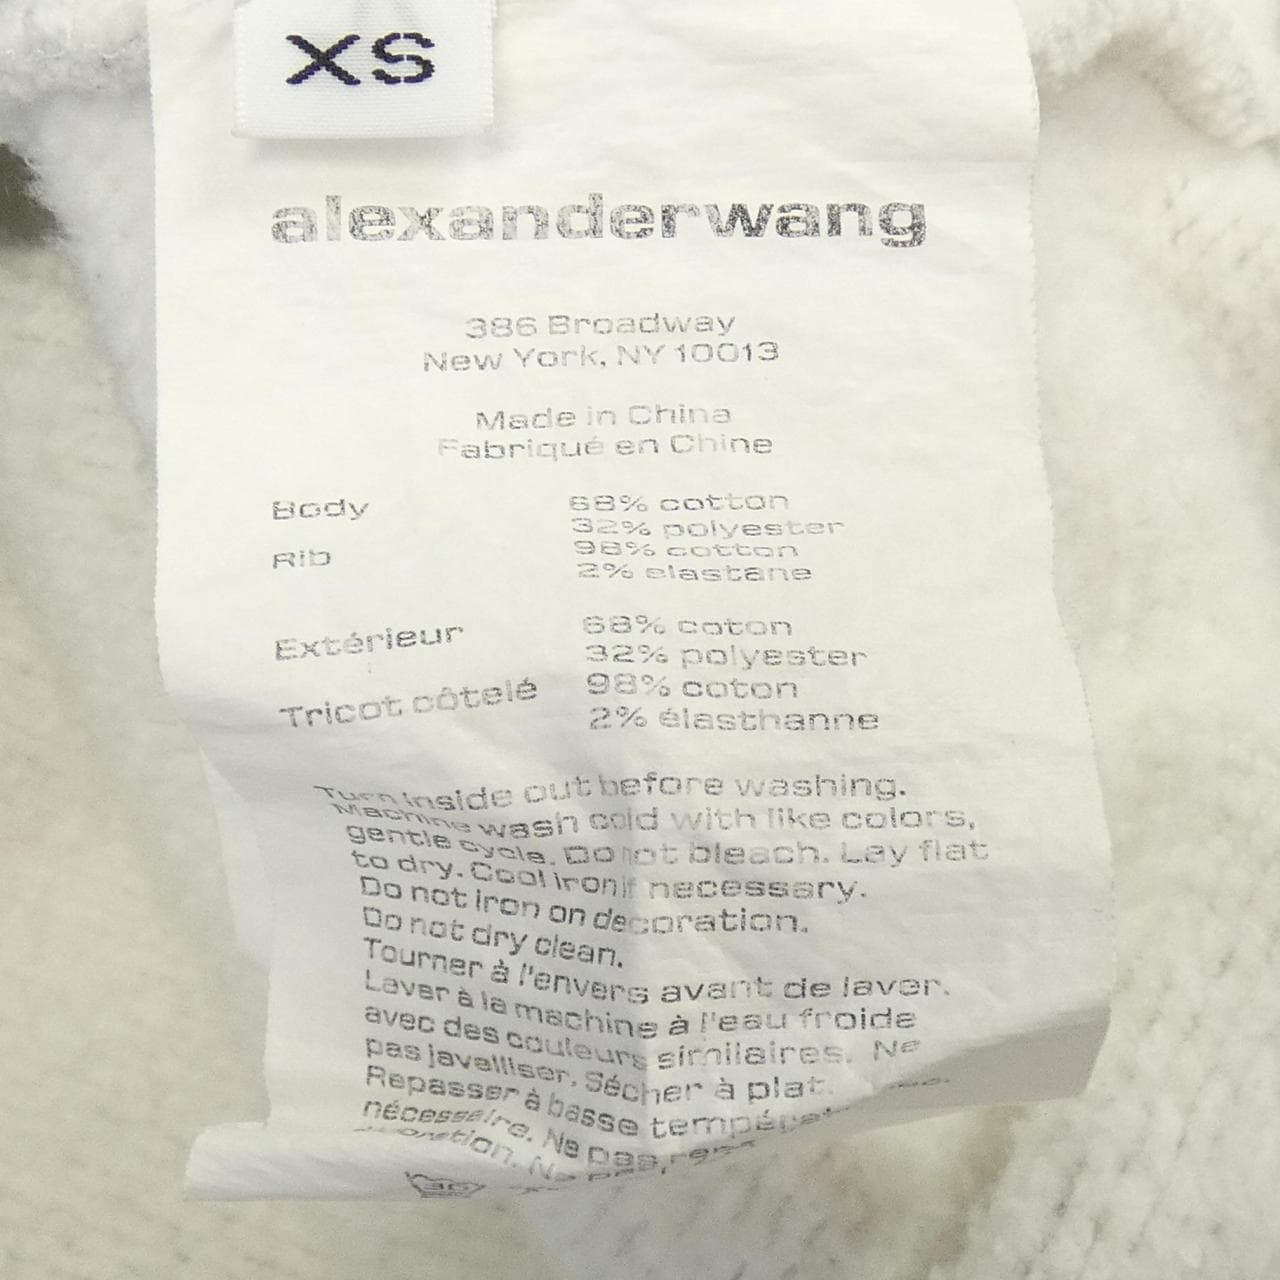 XS
alexanderwang
386 Broadway
New York, NY 10013
Made in China
Fabriqué en Chine
Body 68% cotton
32% polyester
Rib 98% cotton
2% elastane
Extérieur 68% coton
32% polyester
Tricot côtelé 98% coton
2% élasthanne
Turn inside out before washing.
Machine wash cold with like colors,
gentle cycle. Do not bleach. Lay flat
to dry. Cool iron if necessary.
Do not iron on decoration.
Do not dry clean.
Tourner à l'envers avant de laver.
Laver à la machine à l'eau froide
avec des couleurs similaires. Ne
pas javelliser. Sécher à plat.
Repasser à basse
nécessaire. Ne pas
Ne pas
30